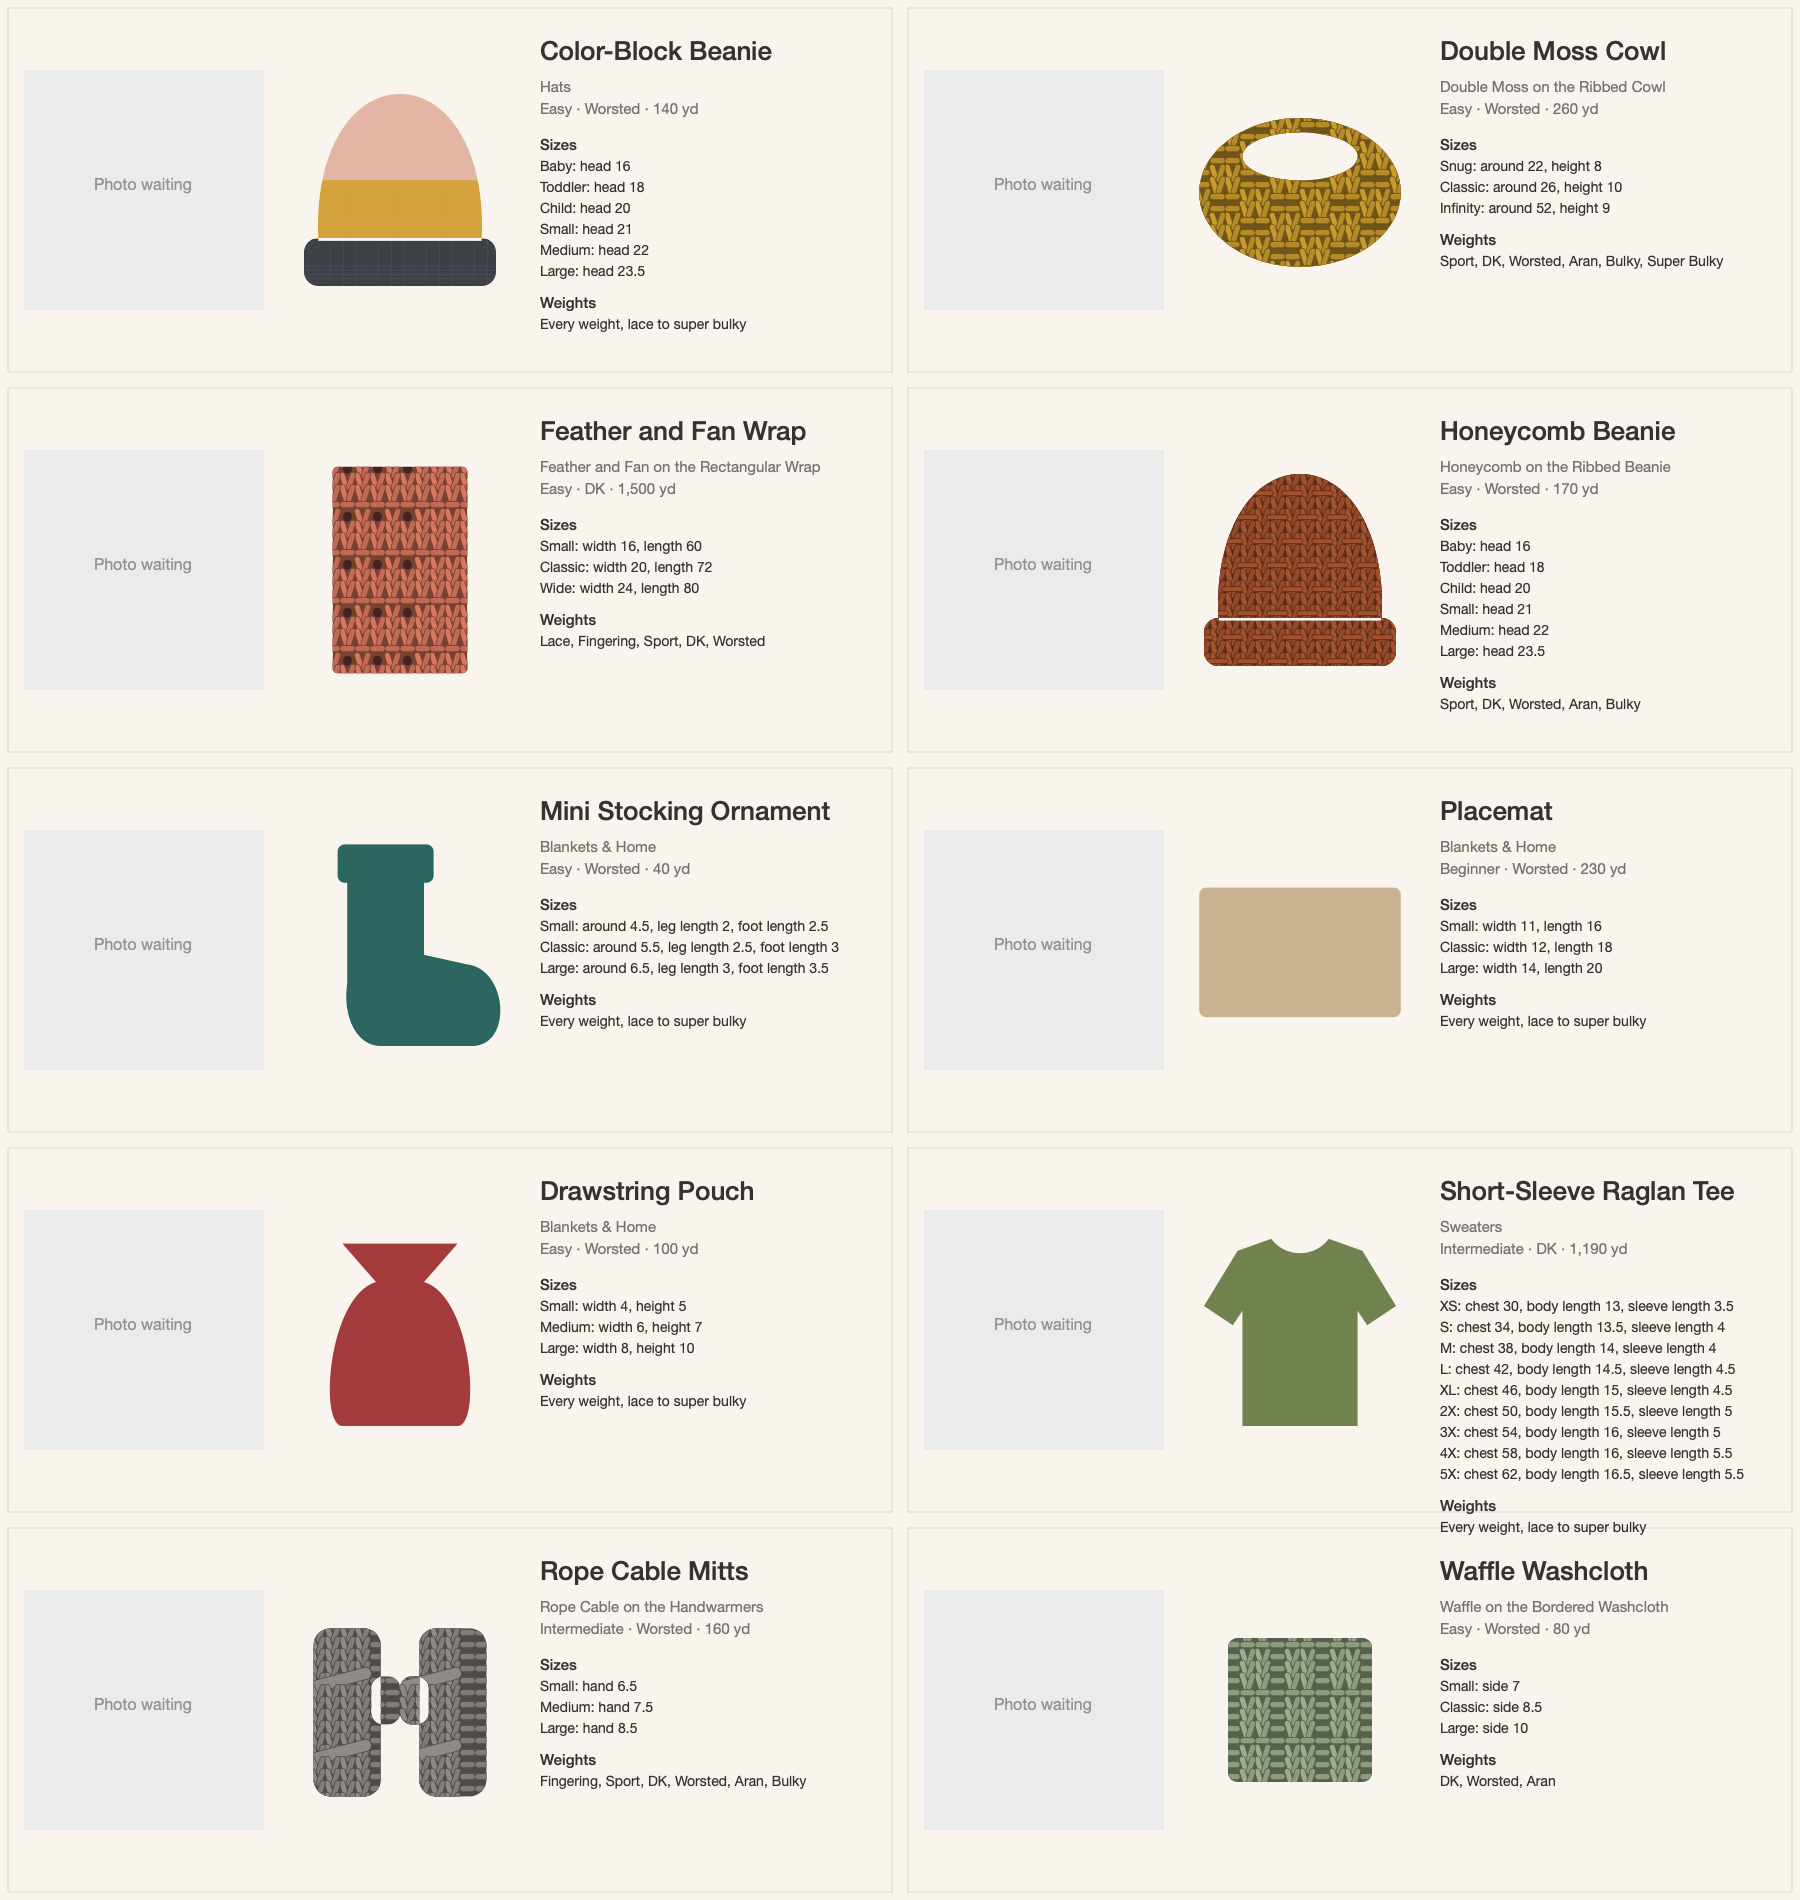 Photo waiting
Color-Block Beanie
Hats
Easy · Worsted · 140 yd
Sizes
Baby: head 16
Toddler: head 18
Child: head 20
Small: head 21
Medium: head 22
Large: head 23.5
Weights
Every weight, lace to super bulky
Photo waiting
Double Moss Cowl
Double Moss on the Ribbed Cowl
Easy · Worsted · 260 yd
Sizes
Snug: around 22, height 8
Classic: around 26, height 10
Infinity: around 52, height 9
Weights
Sport, DK, Worsted, Aran, Bulky, Super Bulky
Photo waiting
Feather and Fan Wrap
Feather and Fan on the Rectangular Wrap
Easy · DK · 1,500 yd
Sizes
Small: width 16, length 60
Classic: width 20, length 72
Wide: width 24, length 80
Weights
Lace, Fingering, Sport, DK, Worsted
Photo waiting
Honeycomb Beanie
Honeycomb on the Ribbed Beanie
Easy · Worsted · 170 yd
Sizes
Baby: head 16
Toddler: head 18
Child: head 20
Small: head 21
Medium: head 22
Large: head 23.5
Weights
Sport, DK, Worsted, Aran, Bulky
Photo waiting
Mini Stocking Ornament
Blankets & Home
Easy · Worsted · 40 yd
Sizes
Small: around 4.5, leg length 2, foot length 2.5
Classic: around 5.5, leg length 2.5, foot length 3
Large: around 6.5, leg length 3, foot length 3.5
Weights
Every weight, lace to super bulky
Photo waiting
Placemat
Blankets & Home
Beginner · Worsted · 230 yd
Sizes
Small: width 11, length 16
Classic: width 12, length 18
Large: width 14, length 20
Weights
Every weight, lace to super bulky
Photo waiting
Drawstring Pouch
Blankets & Home
Easy · Worsted · 100 yd
Sizes
Small: width 4, height 5
Medium: width 6, height 7
Large: width 8, height 10
Weights
Every weight, lace to super bulky
Photo waiting
Short-Sleeve Raglan Tee
Sweaters
Intermediate · DK · 1,190 yd
Sizes
XS: chest 30, body length 13, sleeve length 3.5
S: chest 34, body length 13.5, sleeve length 4
M: chest 38, body length 14, sleeve length 4
L: chest 42, body length 14.5, sleeve length 4.5
XL: chest 46, body length 15, sleeve length 4.5
2X: chest 50, body length 15.5, sleeve length 5
3X: chest 54, body length 16, sleeve length 5
4X: chest 58, body length 16, sleeve length 5.5
5X: chest 62, body length 16.5, sleeve length 5.5
Weights
Every weight, lace to super bulky
Photo waiting
Rope Cable Mitts
Rope Cable on the Handwarmers
Intermediate · Worsted · 160 yd
Sizes
Small: hand 6.5
Medium: hand 7.5
Large: hand 8.5
Weights
Fingering, Sport, DK, Worsted, Aran, Bulky
Photo waiting
Waffle Washcloth
Waffle on the Bordered Washcloth
Easy · Worsted · 80 yd
Sizes
Small: side 7
Classic: side 8.5
Large: side 10
Weights
DK, Worsted, Aran